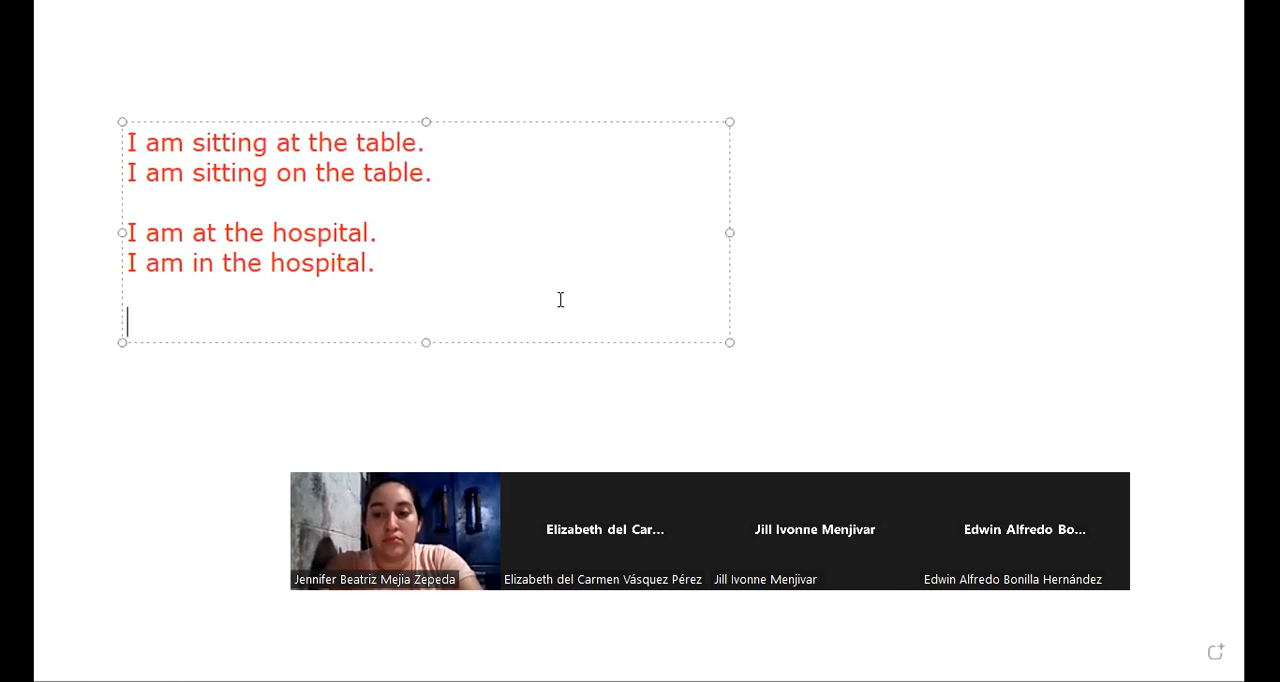 I am sitting at the table.
I am sitting on the table.
I am at the hospital.
I am in the hospital.
Elizabeth del Car...
Jill Ivonne Menjivar
Edwin Alfredo Bo...
Jennifer Beatriz Mejia Zepeda
Elizabeth del Carmen Vásquez Pérez
Jill Ivonne Menjivar
Edwin Alfredo Bonilla Hernández